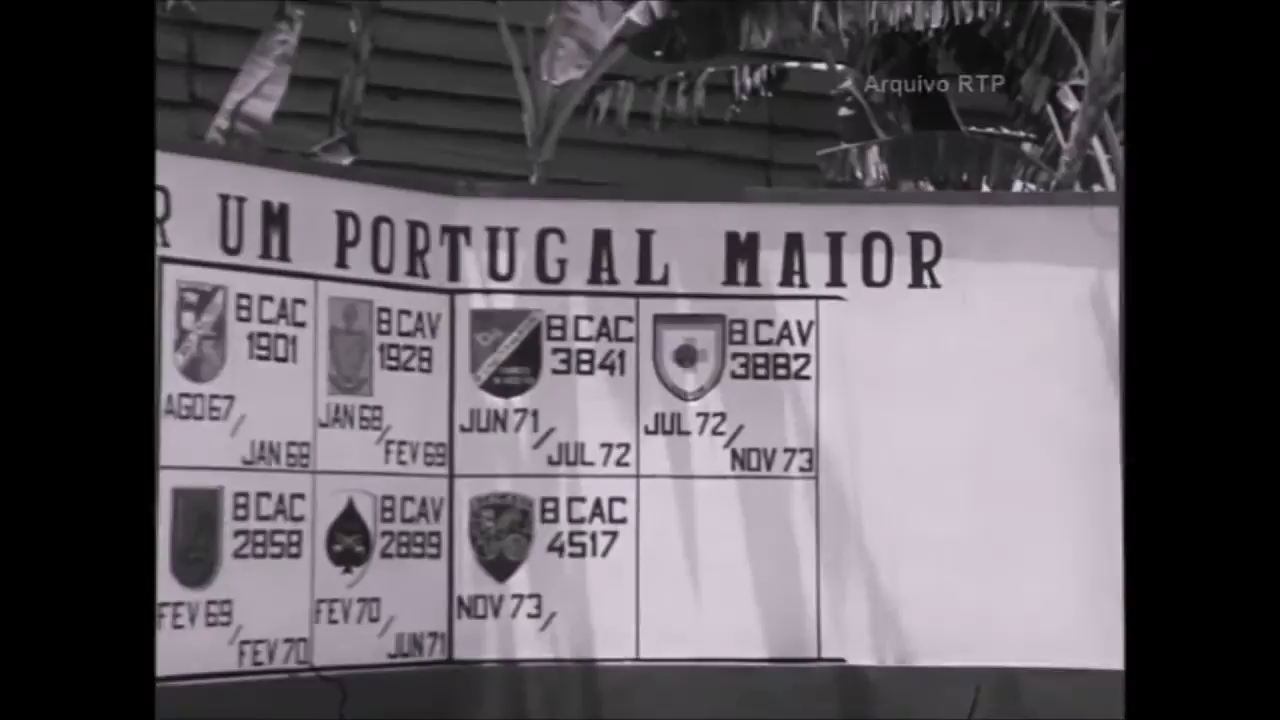 Arquivo RTP
R UM PORTUGAL MAIOR
B CAC
1901
AGO 67/
JAN 68
B CAV
1928
JAN 68/
FEV 69
B CAC
3841
JUN 71/
JUL 72
B CAV
3882
JUL 72/
NOV 73
B CAC
2858
FEV 69/
FEV 70
B CAV
2899
FEV 70/
JUN 71
B CAC
4517
NOV 73/